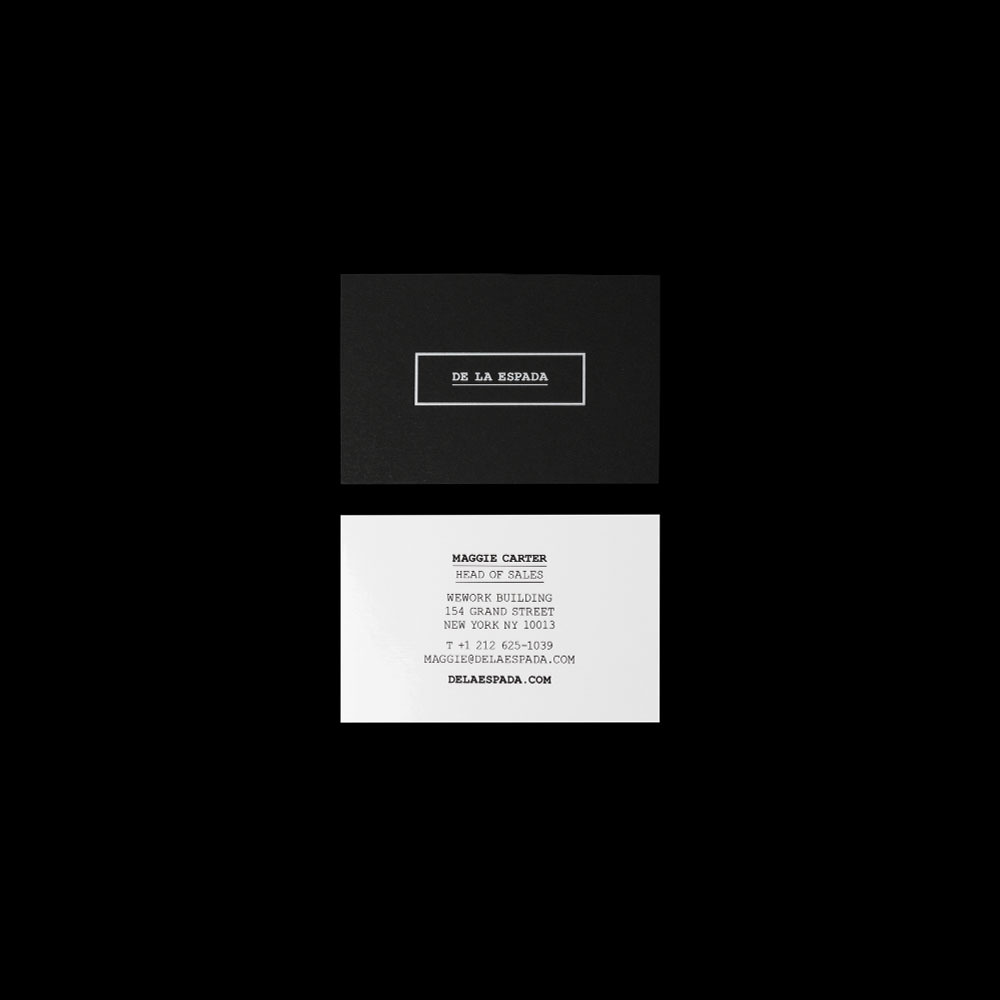 DE LA ESPADA
MAGGIE CARTER
HEAD OF SALES
WEWORK BUILDING
154 GRAND STREET
NEW YORK NY 10013
T +1 212 625-1039
MAGGIE@DELAESPADA.COM
DELAESPADA.COM